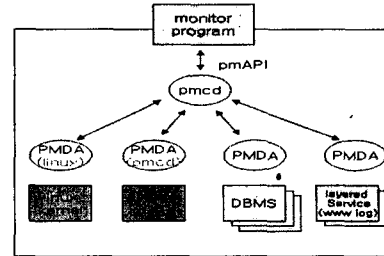 monitor
program
pmAPI
pmcd
PMDA
(linux)
PMDA
(pmcd)
PMDA
PMDA
DBMS
layered
Service
(www log)